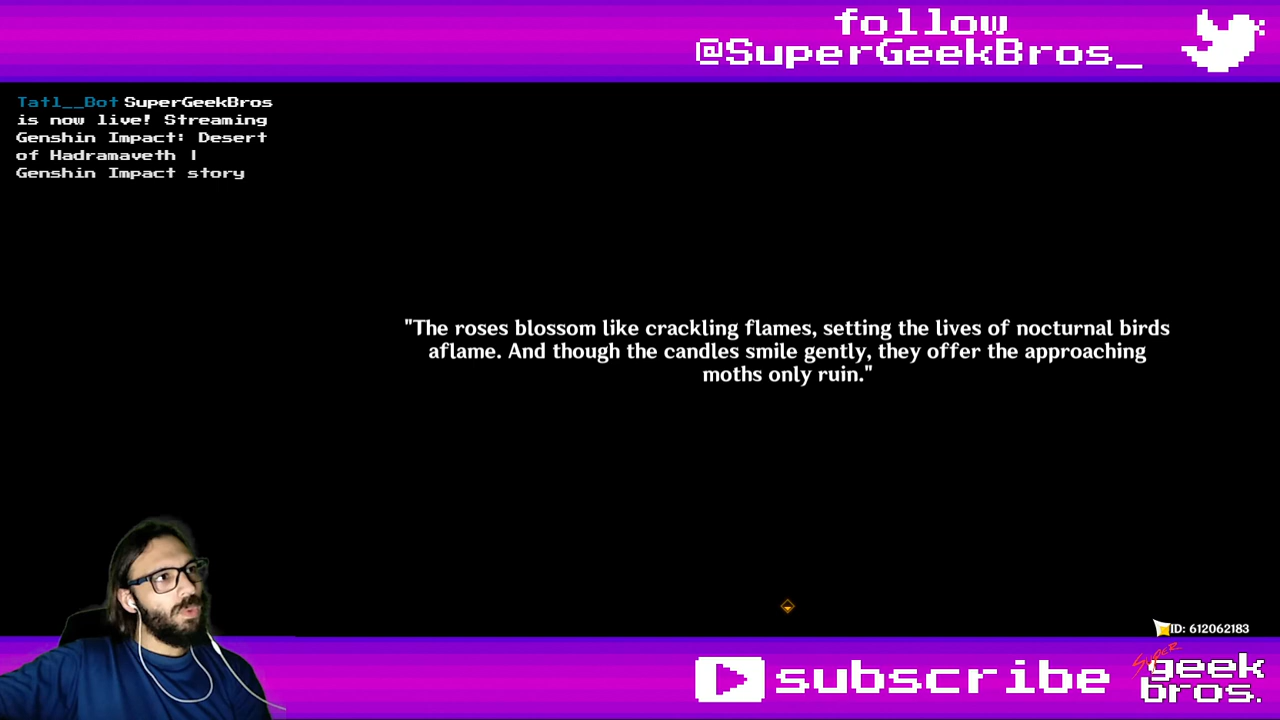 follow
@SuperGeekBros_
Tatl__Bot SuperGeekBros
is now live! Streaming
Genshin Impact: Desert
of Hadramaveth |
Genshin Impact story
"The roses blossom like crackling flames, setting the lives of nocturnal birds
aflame. And though the candles smile gently, they offer the approaching
moths only ruin."
ID: 612062183
subscribe
SUPER
geek
bros.